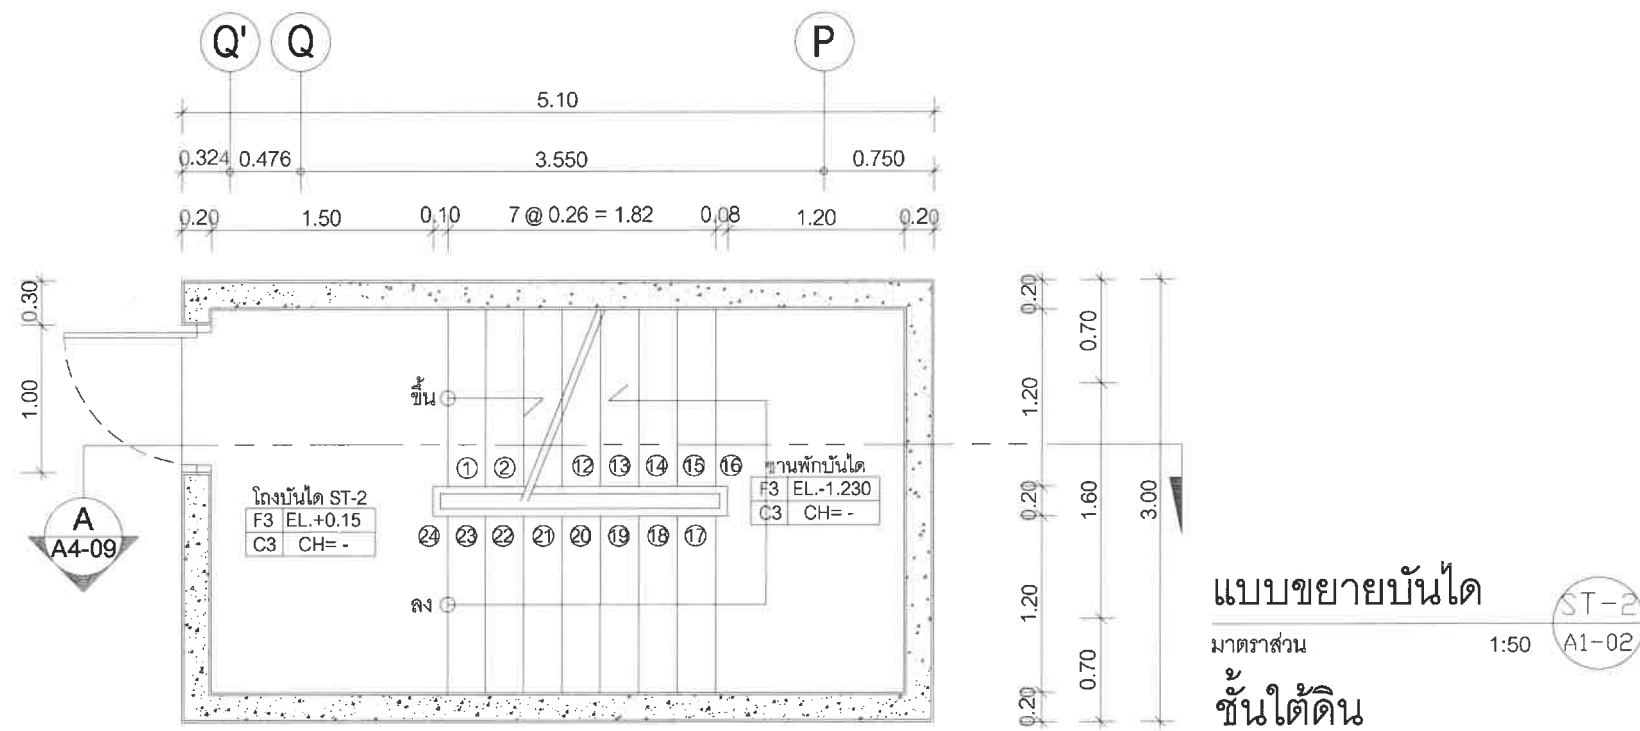 Q' Q P
5.10
0.324 0.476 3.550 0.750
0.20 1.50 0.10 7 @ 0.26 = 1.82 0.08 1.20 0.20
0.30
1.00
0.20
1.20
0.20
1.20
0.20
0.70
1.60
0.70
3.00
ขึ้น
1 2 12 13 14 15 16
ชานพักบันได
F3 EL.-1.230
C3 CH= -
โถงบันได ST-2
F3 EL.+0.15
C3 CH= -
24 23 22 21 20 19 18 17
ลง
A
A4-09
แบบขยายบันได
ST-2
มาตราส่วน 1:50
A1-02
ชั้นใต้ดิน